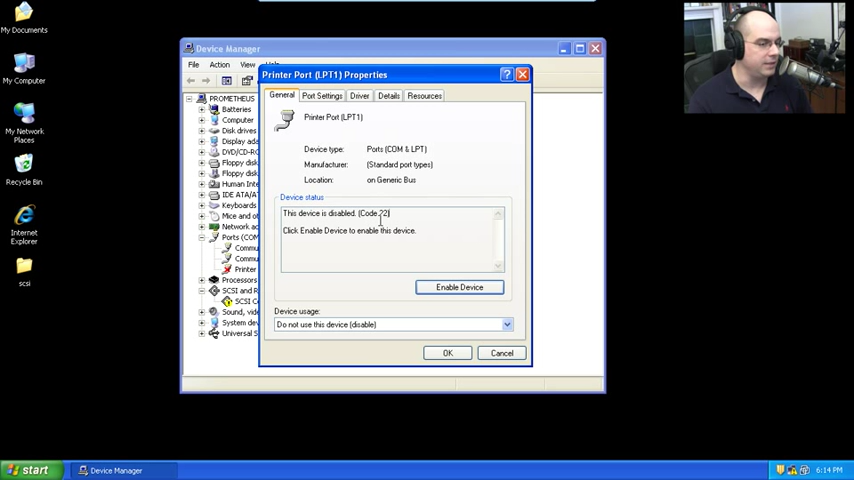 My Documents
My Computer
My Network
Places
Recycle Bin
Internet
Explorer
scsi
Device Manager
File Action View
PROMETHEUS
Batteries
Computer
Disk drives
Display ada
DVD/CD-RO
Floppy disk
Floppy disk
Human Inte
IDE ATA/AT
Keyboards
Mice and ot
Network ad
Ports (COM
Commu
Commu
Printer
Processors
SCSI and R
SCSI C
Sound, vide
System dev
Universal S
Printer Port (LPT1) Properties
General Port Settings Driver Details Resources
Printer Port (LPT1)
Device type: Ports (COM & LPT)
Manufacturer: (Standard port types)
Location: on Generic Bus
Device status
This device is disabled. (Code 22)
Click Enable Device to enable this device.
Enable Device
Device usage:
Do not use this device (disable)
OK Cancel
start Device Manager 6:14 PM